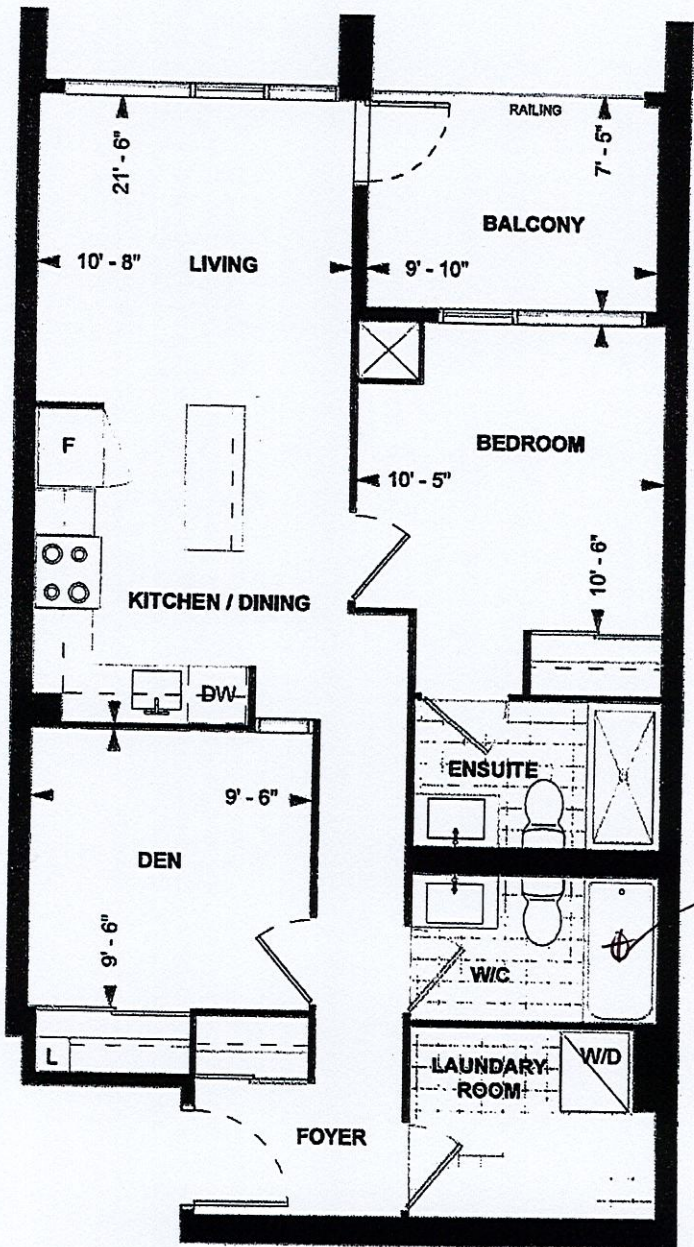 RAILING
21' - 6"
7' - 5"
BALCONY
10' - 8"
LIVING
9' - 10"
F
BEDROOM
10' - 5"
10' - 6"
KITCHEN / DINING
DW
ENSUITE
9' - 6"
DEN
9' - 6"
W/C
L
LAUNDARY
ROOM
W/D
FOYER